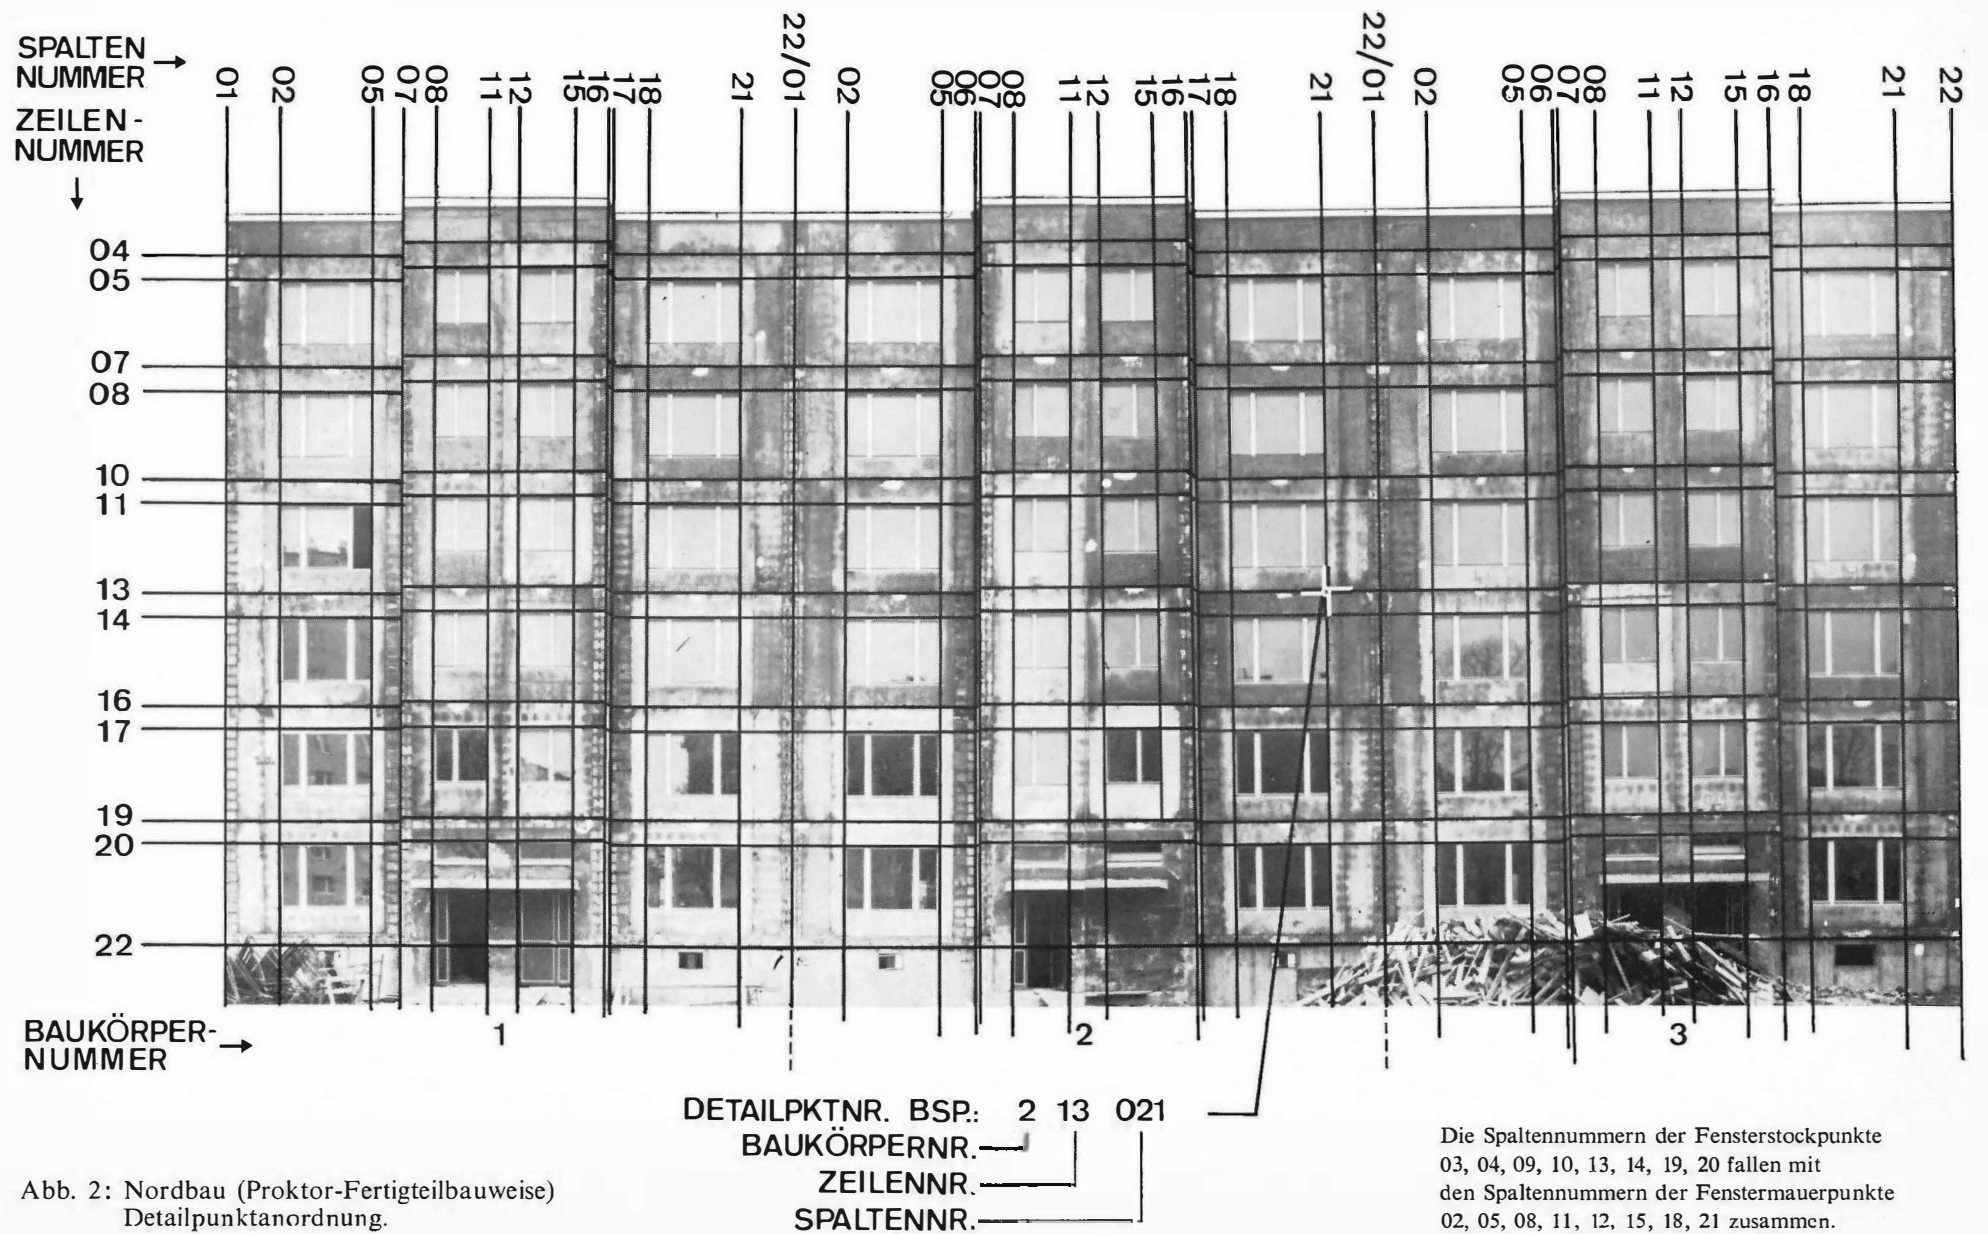 SPALTEN
NUMMER
01 02 05 07 08 11 12 15 16 17 18 21 22/01 02 05 06 07 08 11 12 15 16 17 18 21 22/01 02 05 06 07 08 11 12 15 16 18 21 22
ZEILEN-
NUMMER
04
05
07
08
10
11
13
14
16
17
19
20
22
BAUKÖRPER-
NUMMER
1 2 3
DETAILPKTNR. BSP.: 2 13 021
BAUKÖRPERNR.
ZEILENNR.
SPALTENNR.
Abb. 2: Nordbau (Proktor-Fertigteilbauweise)
Detailpunktanordnung.
Die Spaltennummern der Fensterstockpunkte
03, 04, 09, 10, 13, 14, 19, 20 fallen mit
den Spaltennummern der Fenstermauerpunkte
02, 05, 08, 11, 12, 15, 18, 21 zusammen.